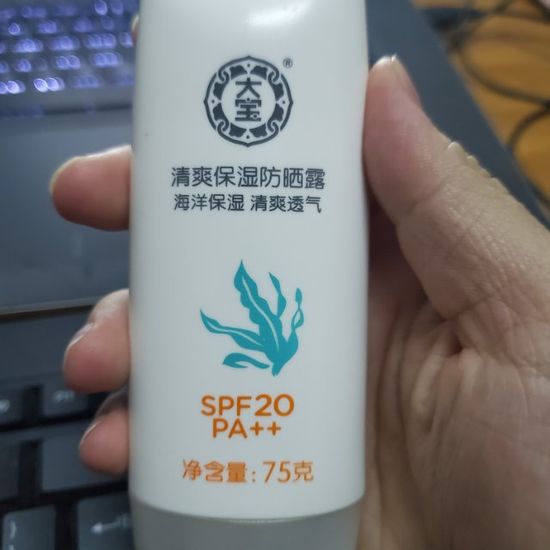 大宝
®
清爽保湿防晒露
海洋保湿 清爽透气
SPF20
PA++
净含量: 75克